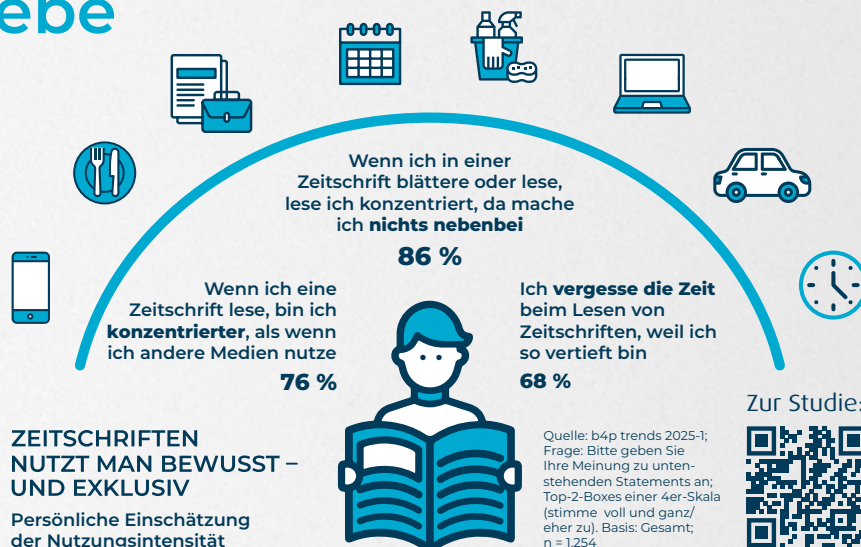 ebe
Wenn ich in einer
Zeitschrift blättere oder lese,
lese ich konzentriert, da mache
ich nichts nebenbei
86 %
Wenn ich eine
Zeitschrift lese, bin ich
konzentrierter, als wenn
ich andere Medien nutze
76 %
Ich vergesse die Zeit
beim Lesen von
Zeitschriften, weil ich
so vertieft bin
68 %
ZEITSCHRIFTEN
NUTZT MAN BEWUSST –
UND EXKLUSIV
Persönliche Einschätzung
der Nutzungsintensität
Quelle: b4p trends 2025-1;
Frage: Bitte geben Sie
Ihre Meinung zu unten-
stehenden Statements an;
Top-2-Boxes einer 4er-Skala
(stimme voll und ganz/
eher zu). Basis: Gesamt;
n = 1.254
Zur Studie: